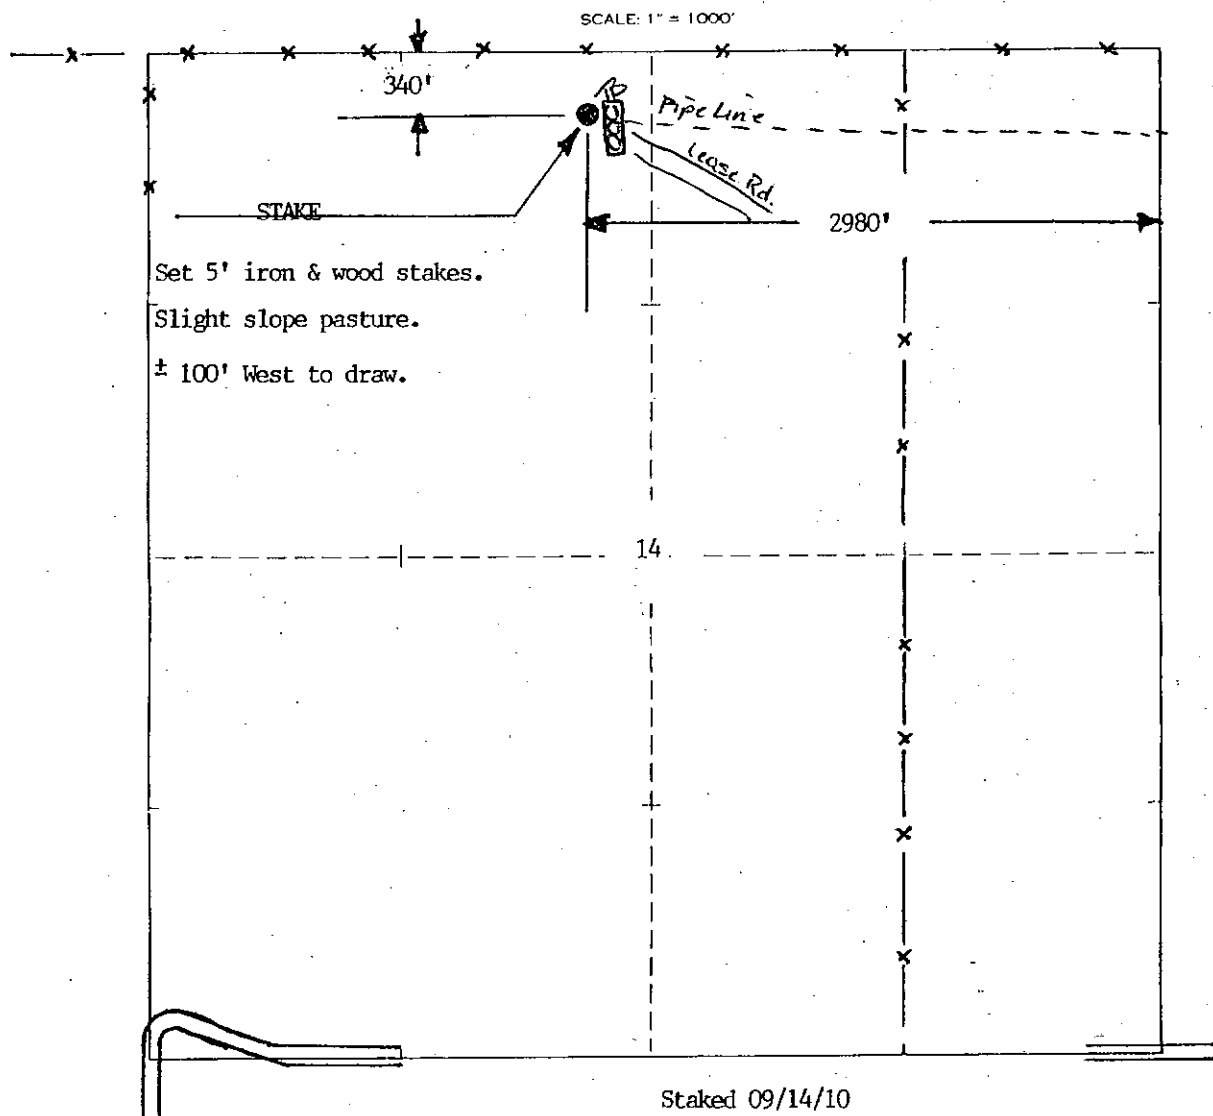 SCALE: 1" = 1000'
340'
TB
Pipe Line
Lease Rd.
STAKE
2980'
Set 5' iron & wood stakes.
Slight slope pasture.
± 100' West to draw.
14
Staked 09/14/10